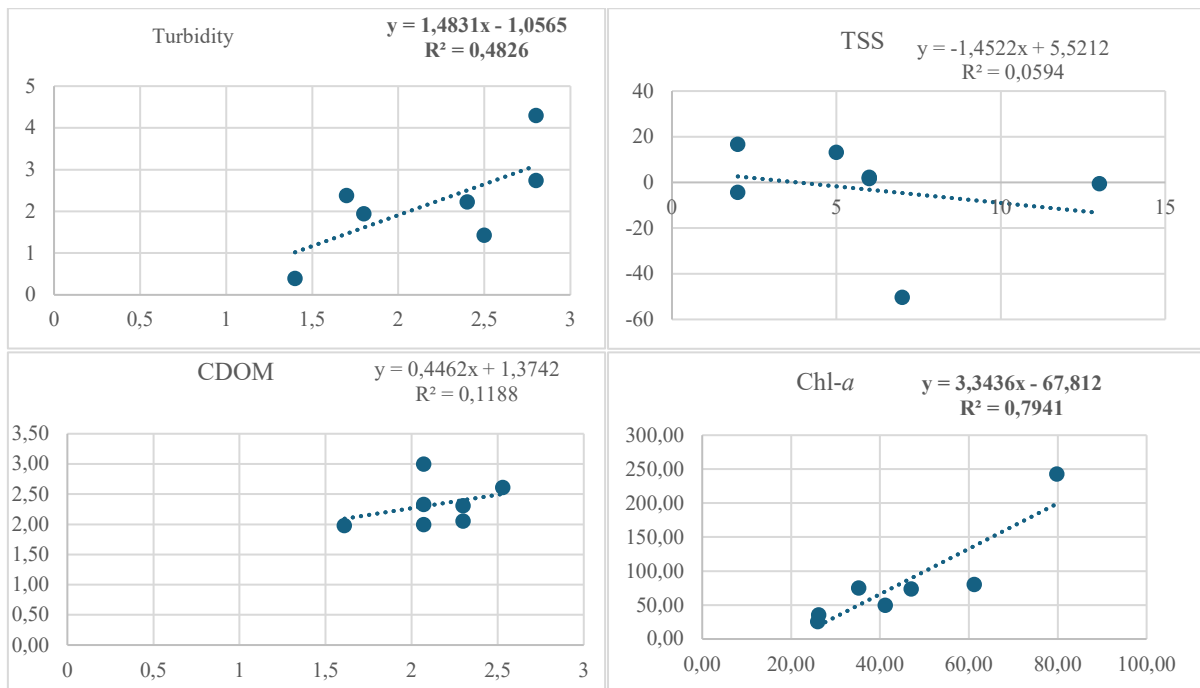 Turbidity
y = 1,4831x - 1,0565
R² = 0,4826
5
4
3
2
1
0
0 0,5 1 1,5 2 2,5 3
TSS
y = -1,4522x + 5,5212
R² = 0,0594
40
20
0
-20
-40
-60
0 5 10 15
CDOM
y = 0,4462x + 1,3742
R² = 0,1188
3,50
3,00
2,50
2,00
1,50
1,00
0,50
0,00
0 0,5 1 1,5 2 2,5 3
Chl-a
y = 3,3436x - 67,812
R² = 0,7941
300,00
250,00
200,00
150,00
100,00
50,00
0,00
0,00 20,00 40,00 60,00 80,00 100,00